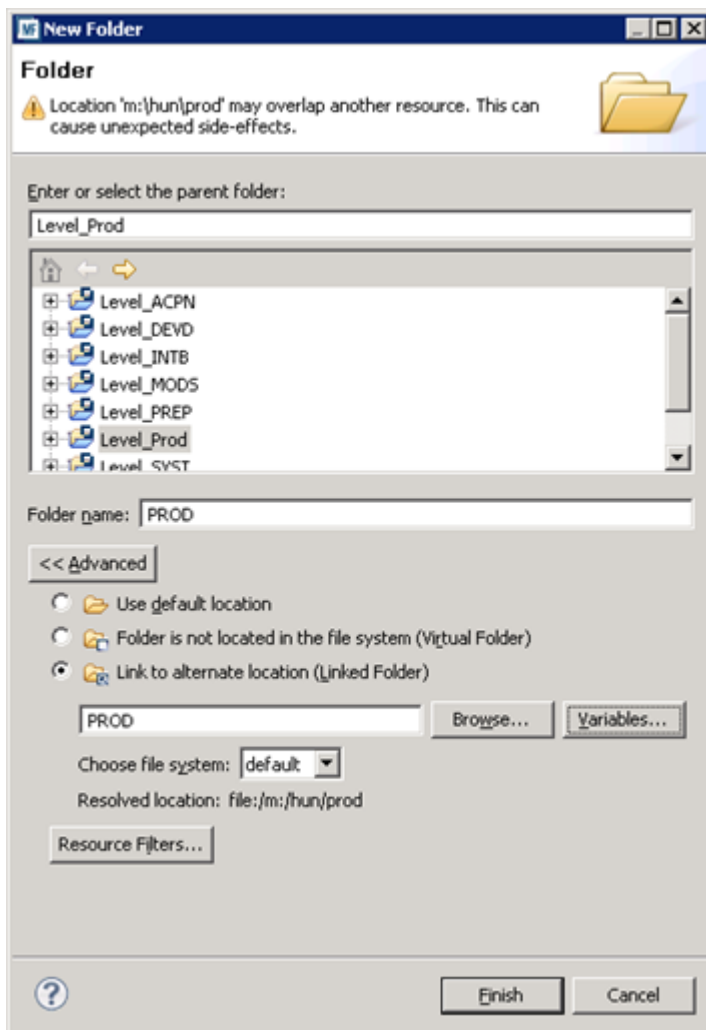 New Folder
Folder
Location 'm:\hun\prod' may overlap another resource. This can
cause unexpected side-effects.
Enter or select the parent folder:
Level_Prod
Level_ACPN
Level_DEVD
Level_INTB
Level_MODS
Level_PREP
Level_Prod
Level_SYST
Folder name: PROD
<< Advanced
Use default location
Folder is not located in the file system (Virtual Folder)
Link to alternate location (Linked Folder)
PROD Browse... Variables...
Choose file system: default
Resolved location: file:/m:/hun/prod
Resource Filters...
Finish Cancel